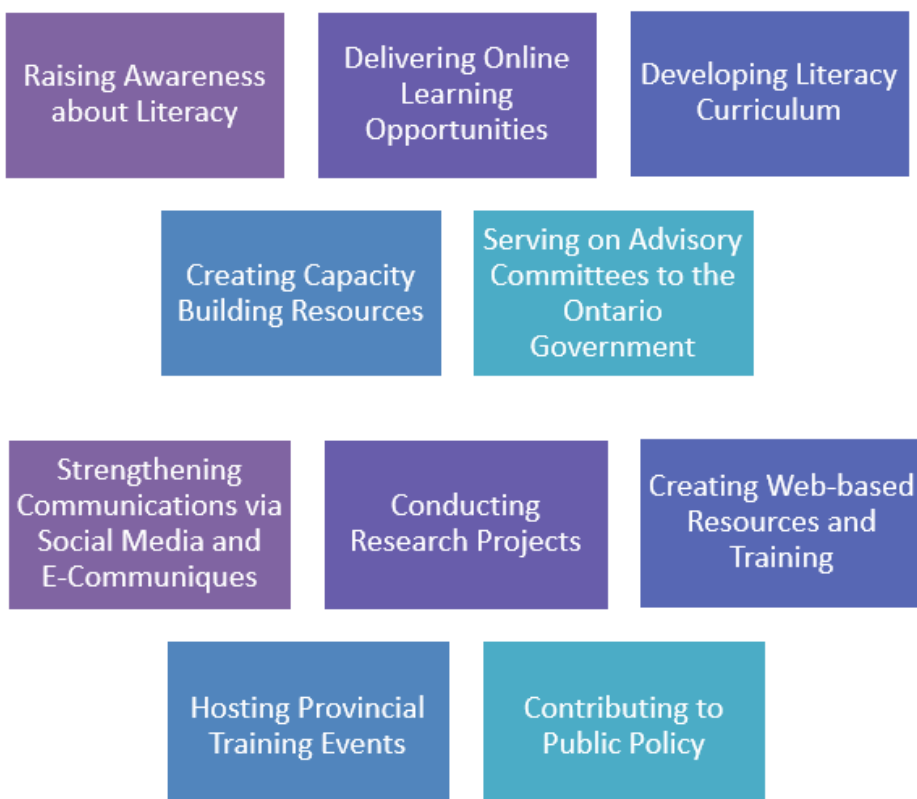 Raising Awareness
about Literacy
Delivering Online
Learning
Opportunities
Developing Literacy
Curriculum
Creating Capacity
Building Resources
Serving on Advisory
Committees to the
Ontario
Government
Strengthening
Communications via
Social Media and
E-Communiques
Conducting
Research Projects
Creating Web-based
Resources and
Training
Hosting Provincial
Training Events
Contributing to
Public Policy